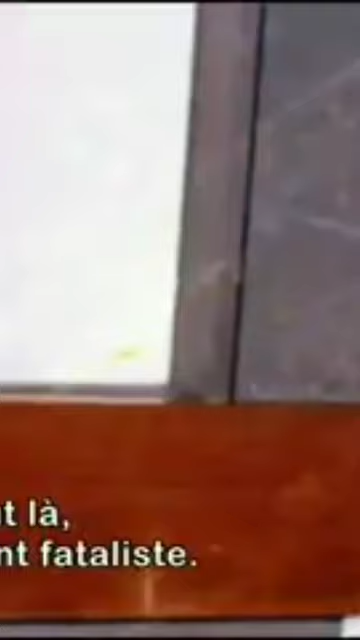 t là,
nt fataliste.